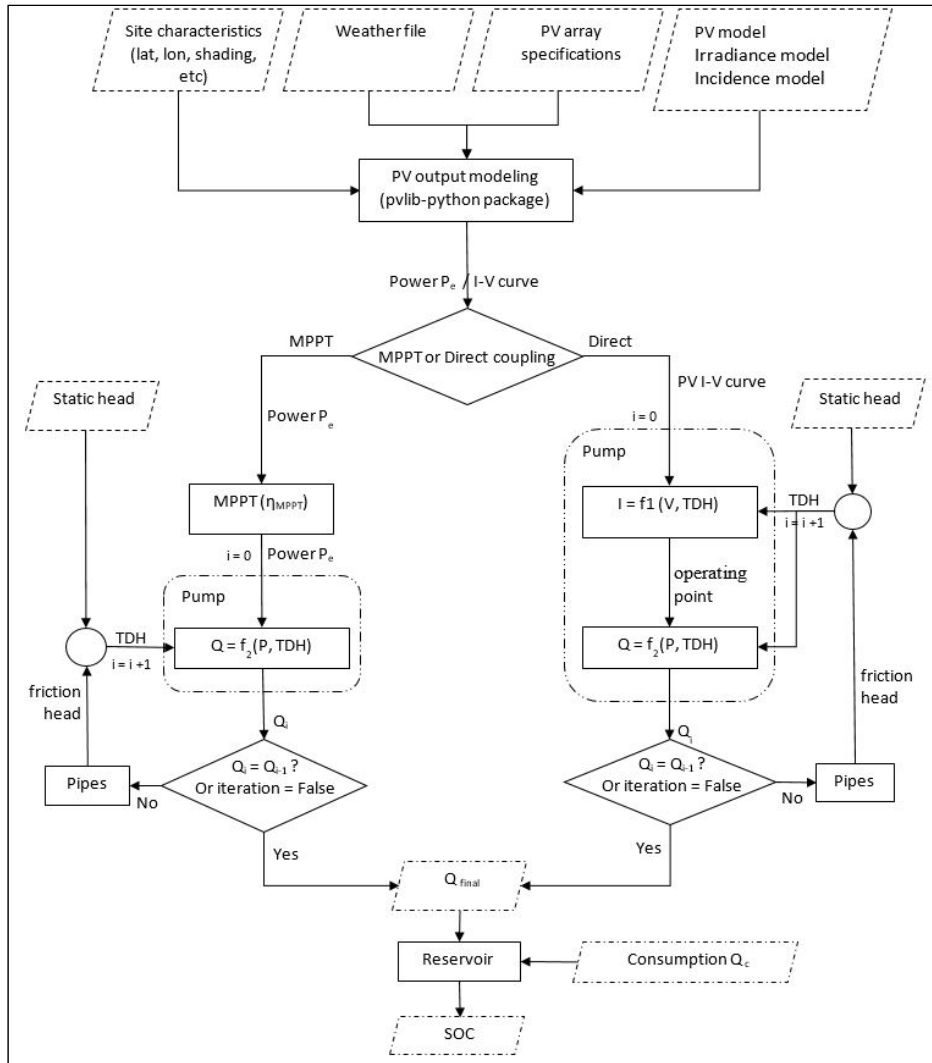 Site characteristics
(lat, lon, shading,
etc)
Weather file
PV array
specifications
PV model
Irradiance model
Incidence model
PV output modeling
(pvlib-python package)
Power Pₑ / I-V curve
MPPT or Direct coupling
MPPT
Direct
Static head
Power Pₑ
MPPT (η_MPPT)
i = 0
Power Pₑ
Pump
Q = f₂(P, TDH)
TDH
i = i +1
friction
head
Qᵢ
Qᵢ = Qᵢ₋₁ ?
Or iteration = False
No
Pipes
Yes
PV I-V curve
i = 0
Static head
Pump
I = f1 (V, TDH)
TDH
i = i +1
operating
point
Q = f₂(P, TDH)
friction
head
Qᵢ
Qᵢ = Qᵢ₋₁ ?
Or iteration = False
No
Pipes
Yes
Q final
Reservoir
Consumption Q꜀
SOC